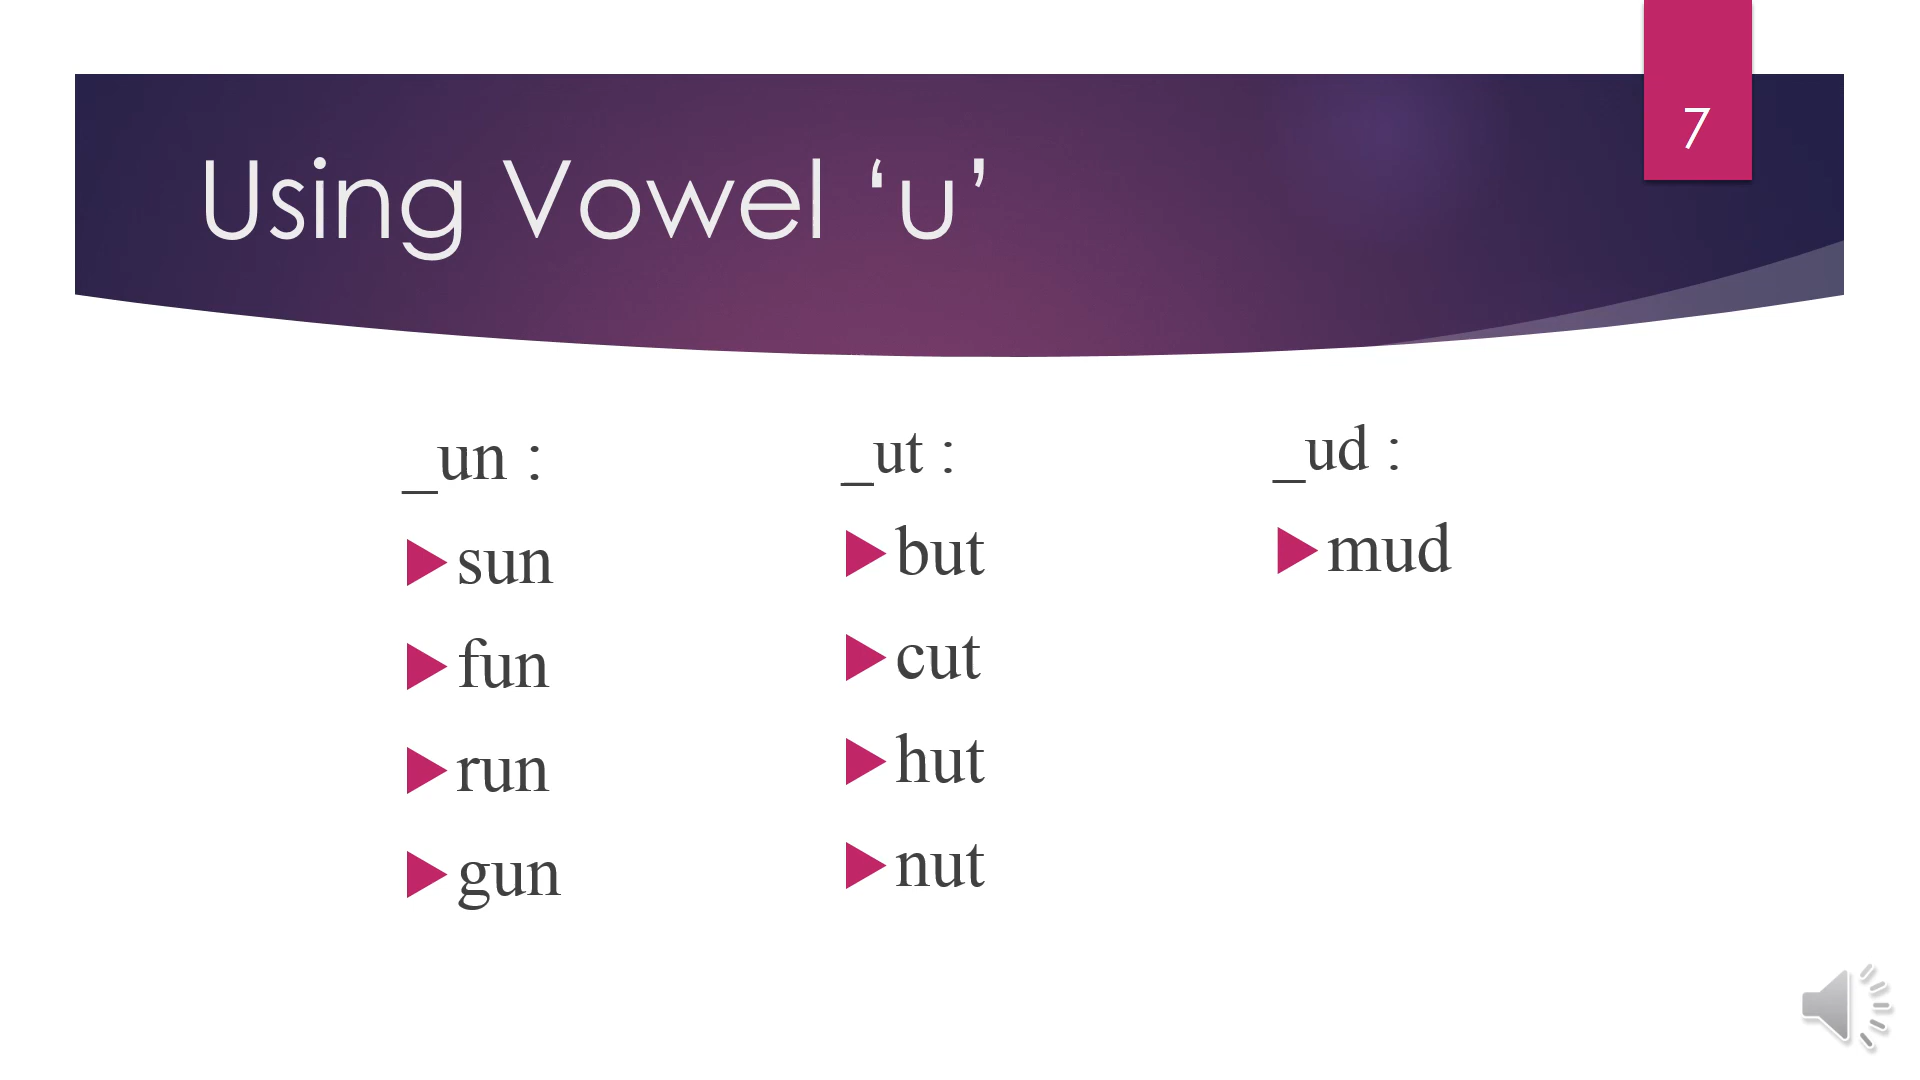 7
Using Vowel ‘u’
_un :
sun
fun
run
gun
_ut :
but
cut
hut
nut
_ud :
mud